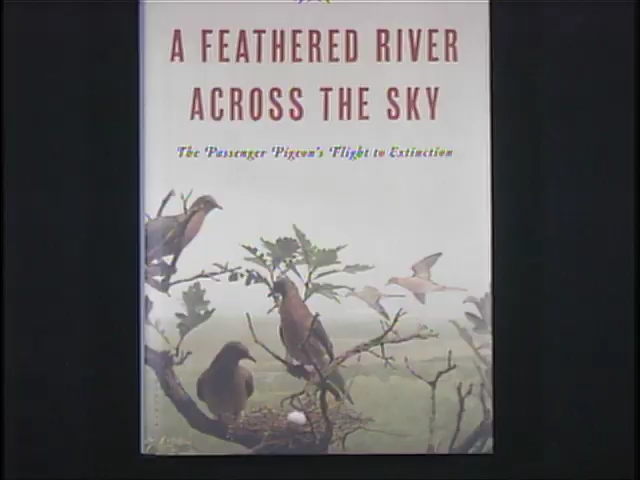 A FEATHERED RIVER
ACROSS THE SKY
The Passenger Pigeon's Flight to Extinction